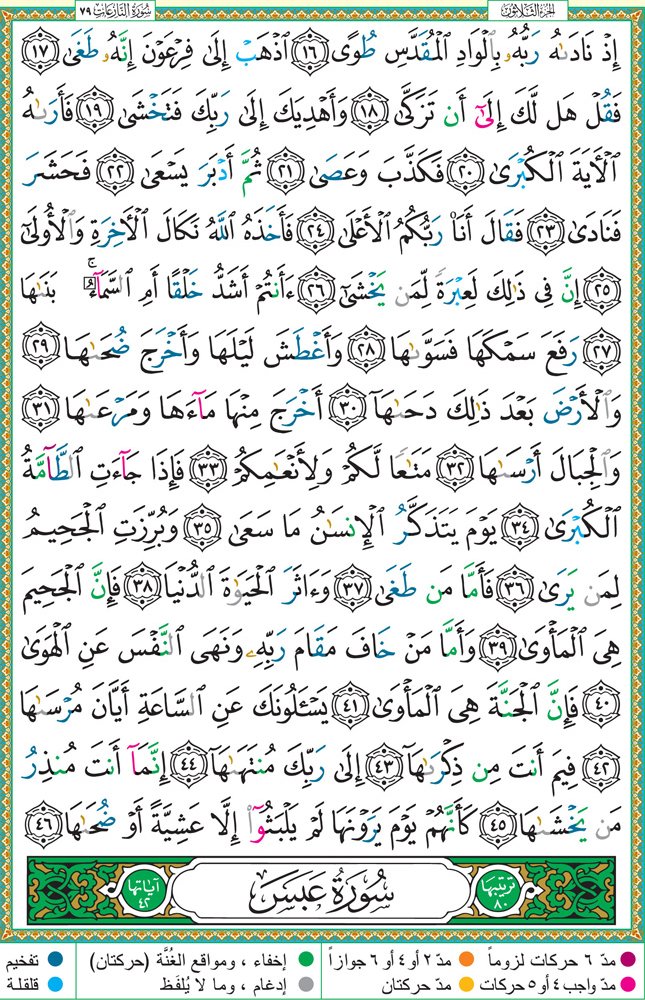 الجزء الثلاثون
سورة النازعات ٧٩
إِذْ نَادَىٰهُ رَبُّهُۥ بِٱلْوَادِ ٱلْمُقَدَّسِ طُوًى ﴿١٦﴾ ٱذْهَبْ إِلَىٰ فِرْعَوْنَ إِنَّهُۥ طَغَىٰ ﴿١٧﴾
فَقُلْ هَل لَّكَ إِلَىٰٓ أَن تَزَكَّىٰ ﴿١٨﴾ وَأَهْدِيَكَ إِلَىٰ رَبِّكَ فَتَخْشَىٰ ﴿١٩﴾ فَأَرَىٰهُ
ٱلْأَيَةَ ٱلْكُبْرَىٰ ﴿٢٠﴾ فَكَذَّبَ وَعَصَىٰ ﴿٢١﴾ ثُمَّ أَدْبَرَ يَسْعَىٰ ﴿٢٢﴾ فَحَشَرَ
فَنَادَىٰ ﴿٢٣﴾ فَقَالَ أَنَا۠ رَبُّكُمُ ٱلْأَعْلَىٰ ﴿٢٤﴾ فَأَخَذَهُ ٱللَّهُ نَكَالَ ٱلْأَخِرَةِ وَٱلْأُولَىٰٓ
﴿٢٥﴾ إِنَّ فِى ذَٰلِكَ لَعِبْرَةً لِّمَن يَخْشَىٰٓ ﴿٢٦﴾ ءَأَنتُمْ أَشَدُّ خَلْقًا أَمِ ٱلسَّمَآءُ ۚ بَنَىٰهَا
﴿٢٧﴾ رَفَعَ سَمْكَهَا فَسَوَّىٰهَا ﴿٢٨﴾ وَأَغْطَشَ لَيْلَهَا وَأَخْرَجَ ضُحَىٰهَا ﴿٢٩﴾
وَٱلْأَرْضَ بَعْدَ ذَٰلِكَ دَحَىٰهَآ ﴿٣٠﴾ أَخْرَجَ مِنْهَا مَآءَهَا وَمَرْعَىٰهَا ﴿٣١﴾
وَٱلْجِبَالَ أَرْسَىٰهَا ﴿٣٢﴾ مَتَٰعًا لَّكُمْ وَلِأَنْعَٰمِكُمْ ﴿٣٣﴾ فَإِذَا جَآءَتِ ٱلطَّآمَّةُ
ٱلْكُبْرَىٰ ﴿٣٤﴾ يَوْمَ يَتَذَكَّرُ ٱلْإِنسَٰنُ مَا سَعَىٰ ﴿٣٥﴾ وَبُرِّزَتِ ٱلْجَحِيمُ
لِمَن يَرَىٰ ﴿٣٦﴾ فَأَمَّا مَن طَغَىٰ ﴿٣٧﴾ وَءَاثَرَ ٱلْحَيَوٰةَ ٱلدُّنْيَا ﴿٣٨﴾ فَإِنَّ ٱلْجَحِيمَ
هِىَ ٱلْمَأْوَىٰ ﴿٣٩﴾ وَأَمَّا مَنْ خَافَ مَقَامَ رَبِّهِۦ وَنَهَى ٱلنَّفْسَ عَنِ ٱلْهَوَىٰ
﴿٤٠﴾ فَإِنَّ ٱلْجَنَّةَ هِىَ ٱلْمَأْوَىٰ ﴿٤١﴾ يَسْـَٔلُونَكَ عَنِ ٱلسَّاعَةِ أَيَّانَ مُرْسَىٰهَا
﴿٤٢﴾ فِيمَ أَنتَ مِن ذِكْرَىٰهَآ ﴿٤٣﴾ إِلَىٰ رَبِّكَ مُنتَهَىٰهَآ ﴿٤٤﴾ إِنَّمَآ أَنتَ مُنذِرُ
مَن يَخْشَىٰهَا ﴿٤٥﴾ كَأَنَّهُمْ يَوْمَ يَرَوْنَهَا لَمْ يَلْبَثُوٓا۟ إِلَّا عَشِيَّةً أَوْ ضُحَىٰهَا ﴿٤٦﴾
ترتيبها ٨٠ سُورَةُ عَبَسَ آياتها ٤٢
مدّ ٦ حركات لزوماً مدّ ٢ أو ٤ أو ٦ جوازاً إخفاء ، ومواقع الغُنَّة (حركتان) تفخيم
مدّ واجب ٤ أو ٥ حركات مدّ حركتان إدغام ، وما لا يُلفَظ قلقلة